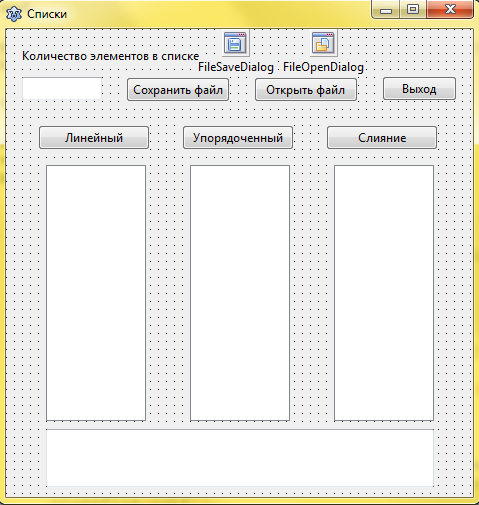 Списки
Количество элементов в списке
FileSaveDialog FileOpenDialog
Сохранить файл Открыть файл Выход
Линейный Упорядоченный Слияние